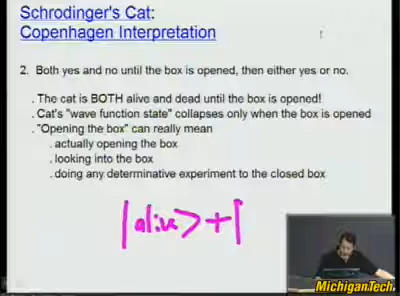 Schrodinger's Cat:
Copenhagen Interpretation
2. Both yes and no until the box is opened, then either yes or no.
. The cat is BOTH alive and dead until the box is opened!
. Cat's "wave function state" collapses only when the box is opened
. "Opening the box" can really mean
. actually opening the box
. looking into the box
. doing any determinative experiment to the closed box
|alive>+|
MichiganTech